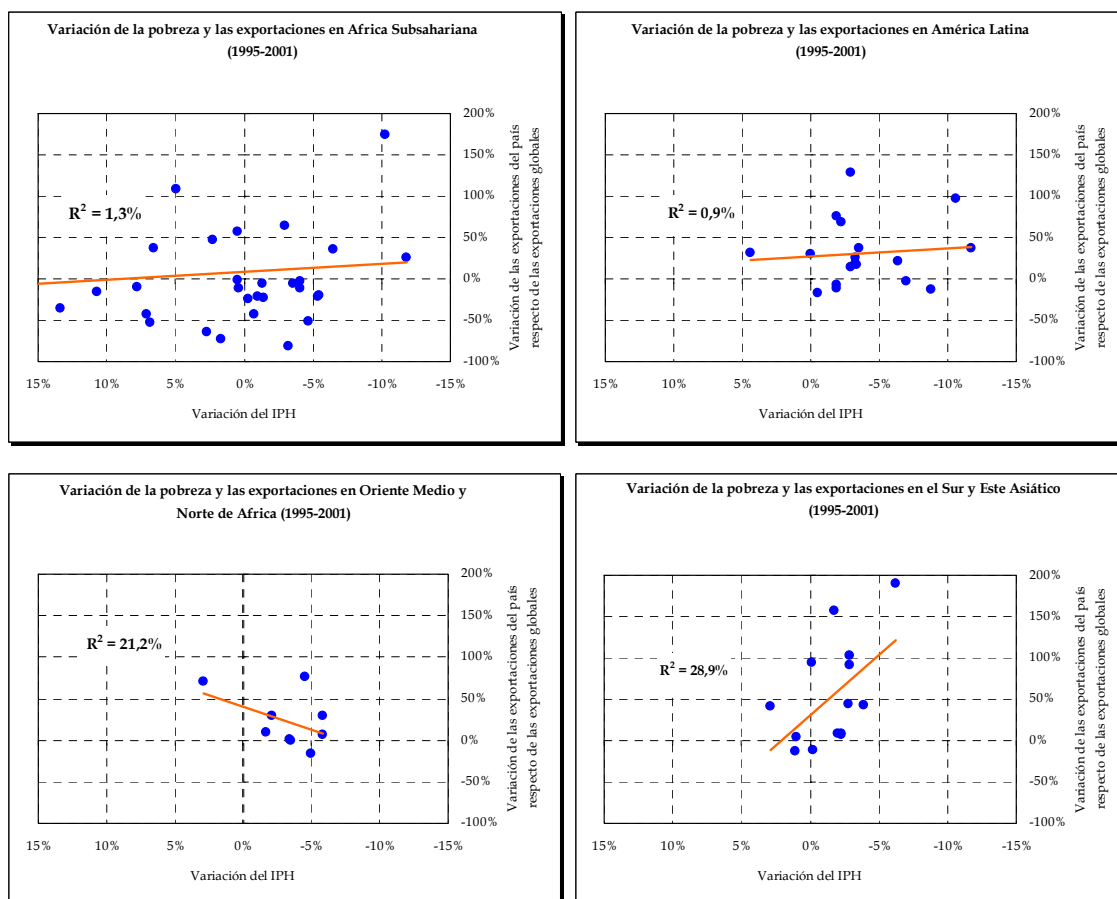 Variación de la pobreza y las exportaciones en Africa Subsahariana
(1995-2001)
200%
150%
100%
50%
0%
-50%
-100%
15%
10%
5%
0%
-5%
-10%
-15%
R² = 1,3%
Variación del IPH
Variación de las exportaciones del país
respecto de las exportaciones globales
Variación de la pobreza y las exportaciones en América Latina
(1995-2001)
200%
150%
100%
50%
0%
-50%
-100%
15%
10%
5%
0%
-5%
-10%
-15%
R² = 0,9%
Variación del IPH
Variación de las exportaciones del país
respecto de las exportaciones globales
Variación de la pobreza y las exportaciones en Oriente Medio y
Norte de Africa (1995-2001)
200%
150%
100%
50%
0%
-50%
-100%
15%
10%
5%
0%
-5%
-10%
-15%
R² = 21,2%
Variación del IPH
Variación de las exportaciones del país
respecto de las exportaciones globales
Variación de la pobreza y las exportaciones en el Sur y Este Asiático
(1995-2001)
200%
150%
100%
50%
0%
-50%
-100%
15%
10%
5%
0%
-5%
-10%
-15%
R² = 28,9%
Variación del IPH
Variación de las exportaciones del país
respecto de las exportaciones globales